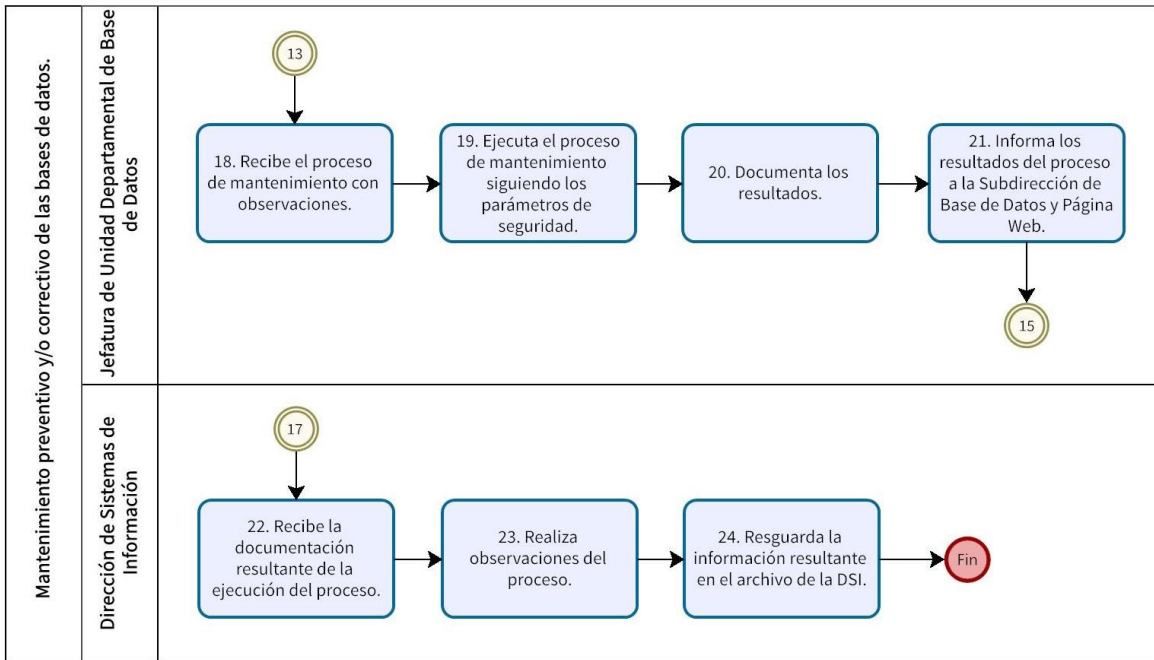 Mantenimiento preventivo y/o correctivo de las bases de datos.
Jefatura de Unidad Departamental de Base
de Datos
13
18. Recibe el proceso
de mantenimiento con
observaciones.
19. Ejecuta el proceso
de mantenimiento
siguiendo los
parámetros de
seguridad.
20. Documenta los
resultados.
21. Informa los
resultados del proceso
a la Subdirección de
Base de Datos y Página
Web.
15
Dirección de Sistemas de
Información
17
22. Recibe la
documentación
resultante de la
ejecución del proceso.
23. Realiza
observaciones del
proceso.
24. Resguarda la
información resultante
en el archivo de la DSI.
Fin